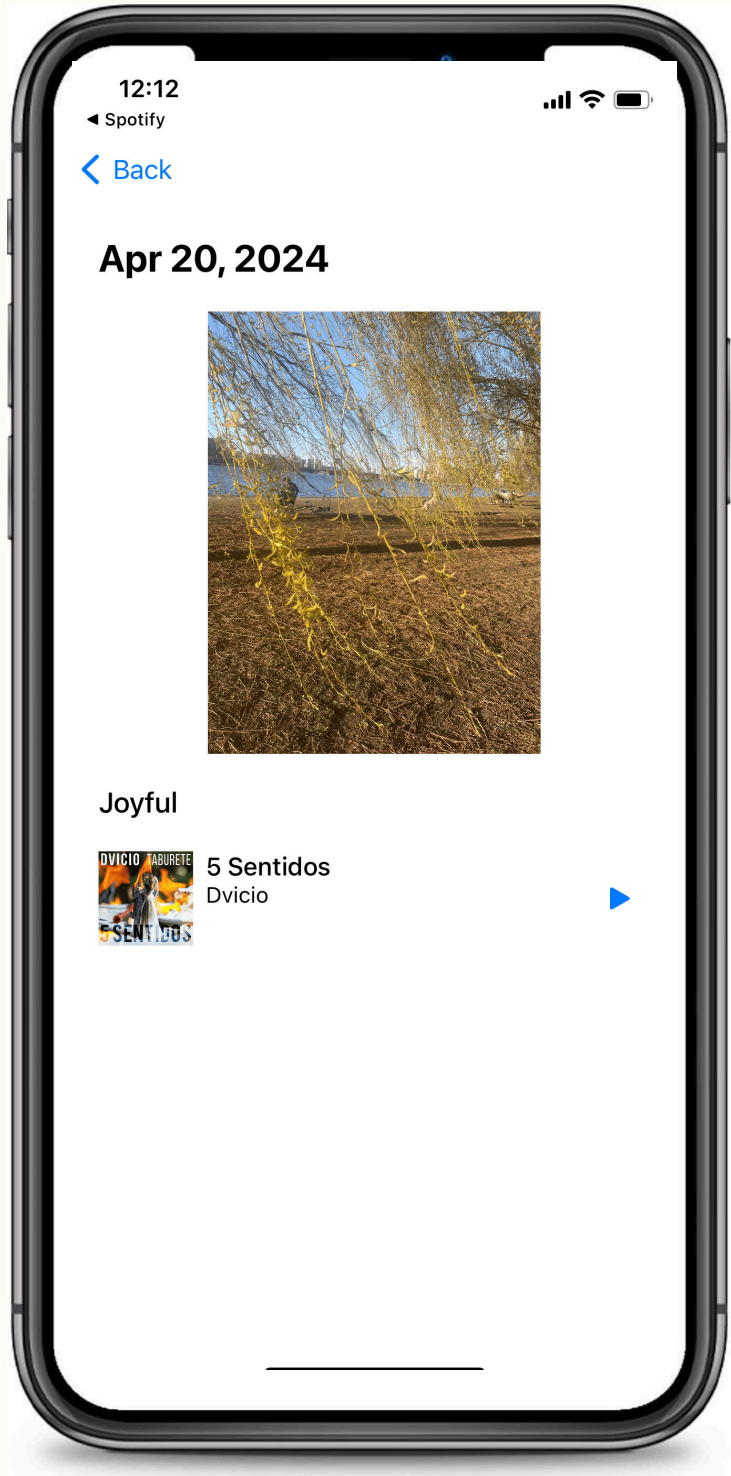 12:12
◀ Spotify
Back
Apr 20, 2024
Joyful
DVICIO TABURETE
5 SENTIDOS
5 Sentidos
Dvicio